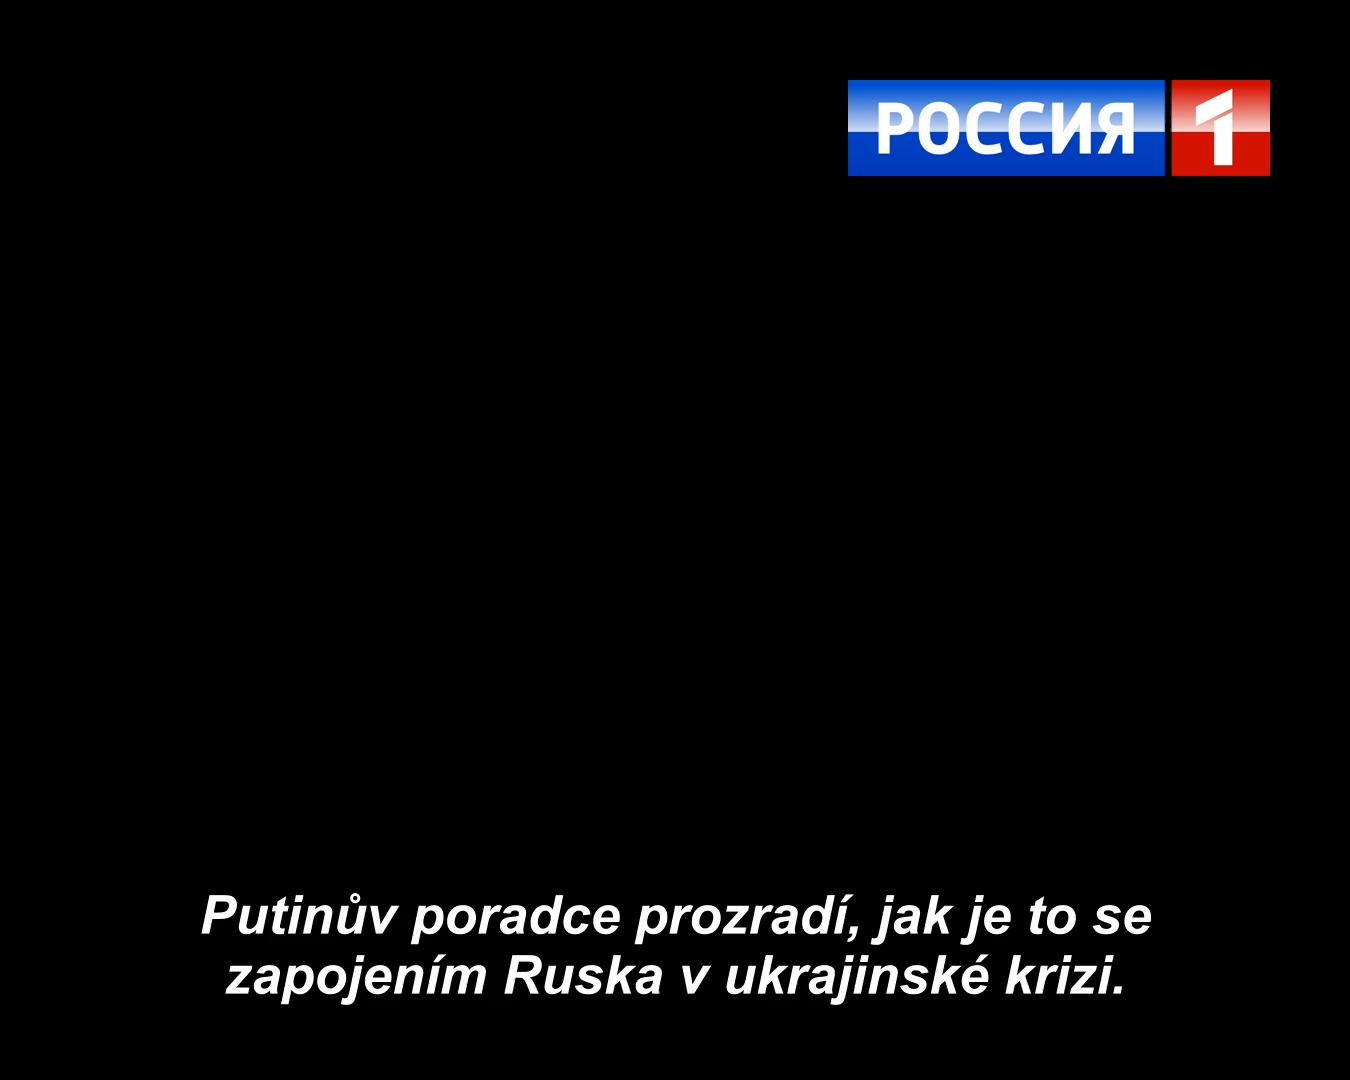 РОССИЯ 1
Putinův poradce prozradí, jak je to se
zapojením Ruska v ukrajinské krizi.